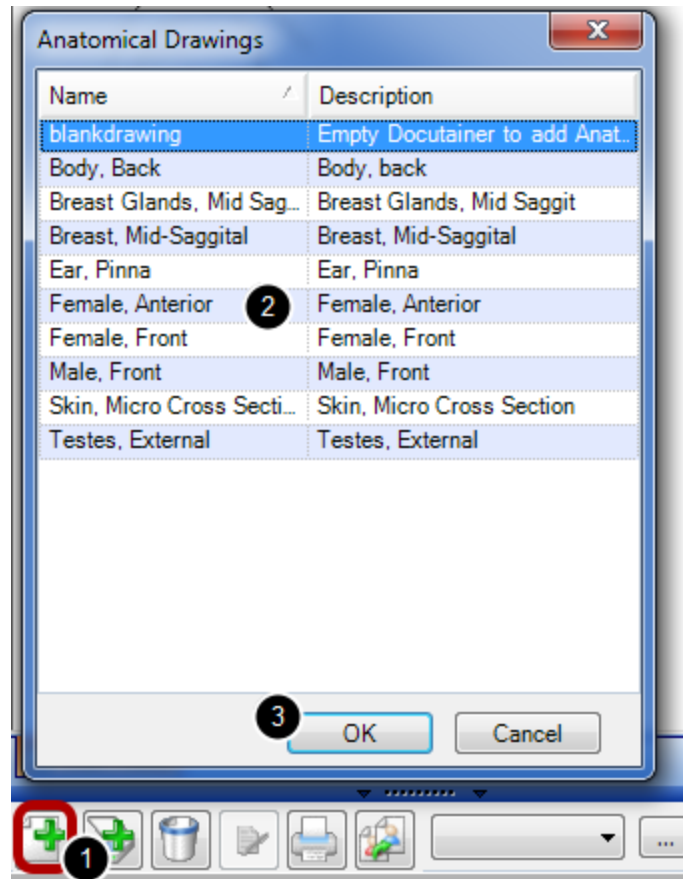 Anatomical Drawings
Name Description
blankdrawing Empty Docutainer to add Anat..
Body, Back Body, back
Breast Glands, Mid Sag... Breast Glands, Mid Saggit
Breast, Mid-Saggital Breast, Mid-Saggital
Ear, Pinna Ear, Pinna
Female, Anterior 2 Female, Anterior
Female, Front Female, Front
Male, Front Male, Front
Skin, Micro Cross Secti... Skin, Micro Cross Section
Testes, External Testes, External
3 OK Cancel
1 ...